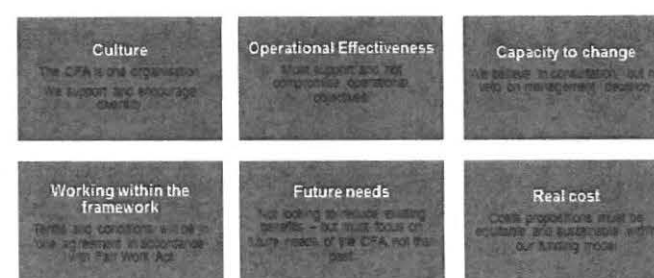 Culture
The CFA is one organisation
We support and encourage
diversity
Operational Effectiveness
Must support and not
compromise operational
objectives
Capacity to change
We believe in consultation, but n
veto on management decision
Working within the
framework
Terms and conditions will be in
one agreement in accordance
with Fair Work Act
Future needs
Not looking to reduce existing
benefits – but must focus on
future needs of the CFA not the
past
Real cost
Costs propositions must be
equitable and sustainable within
our funding model